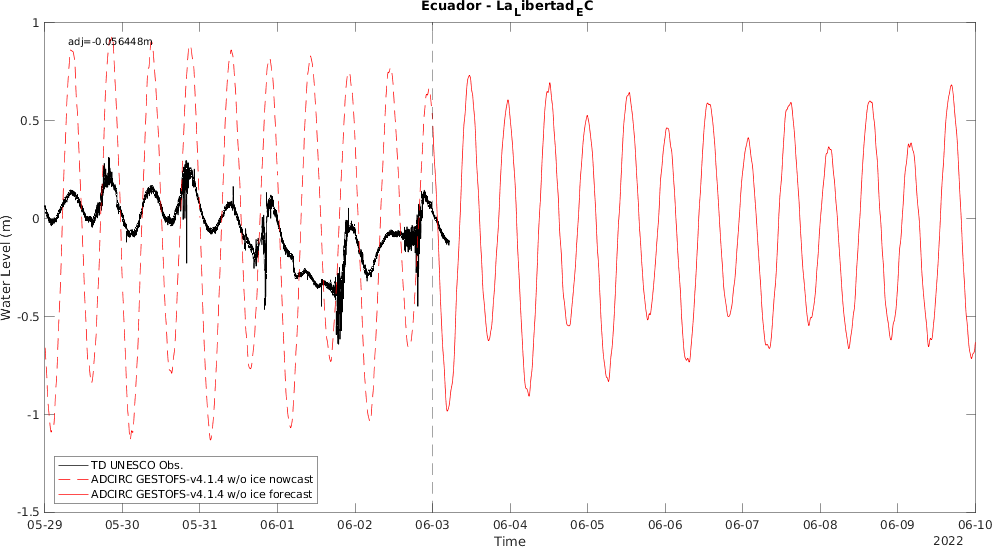 Ecuador - LaLibertadEC
adj=-0.056448m
1
0.5
0
-0.5
-1
-1.5
Water Level (m)
TD UNESCO Obs.
ADCIRC GESTOFS-v4.1.4 w/o ice nowcast
ADCIRC GESTOFS-v4.1.4 w/o ice forecast
05-29 05-30 05-31 06-01 06-02 06-03 06-04 06-05 06-06 06-07 06-08 06-09 06-10
Time
2022